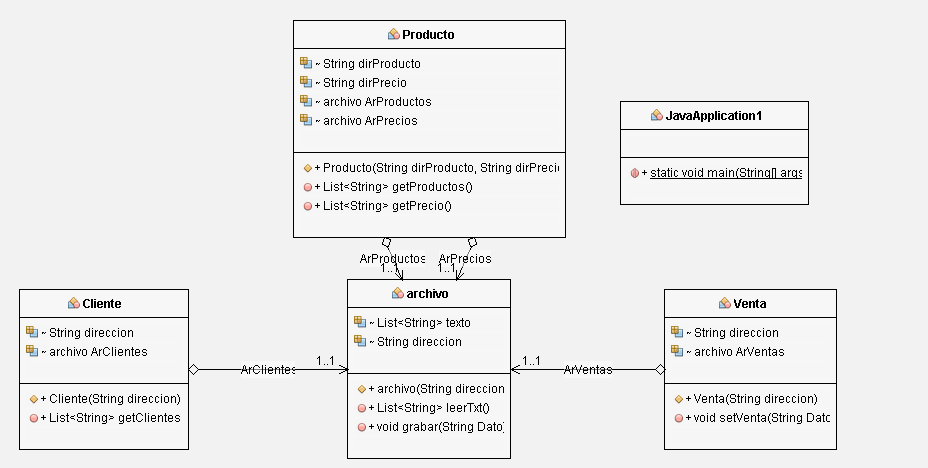 Producto
~ String dirProducto
~ String dirPrecio
~ archivo ArProductos
~ archivo ArPrecios
+ Producto(String dirProducto, String dirPreci
+ List<String> getProductos()
+ List<String> getPrecio()
JavaApplication1
+ static void main(String[] args
ArProductos
ArPrecios
1..1
1..1
Cliente
~ String direccion
~ archivo ArClientes
+ Cliente(String direccion)
+ List<String> getClientes
ArClientes
1..1
archivo
~ List<String> texto
~ String direccion
+ archivo(String direccion
+ List<String> leerTxt()
+ void grabar(String Dato)
1..1
ArVentas
Venta
~ String direccion
~ archivo ArVentas
+ Venta(String direccion)
+ void setVenta(String Dato